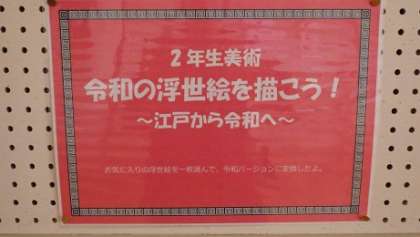 2年生美術
令和の浮世絵を描こう！
～江戸から令和へ～
お気に入りの浮世絵を一枚選んで、令和バージョンに変換したよ。